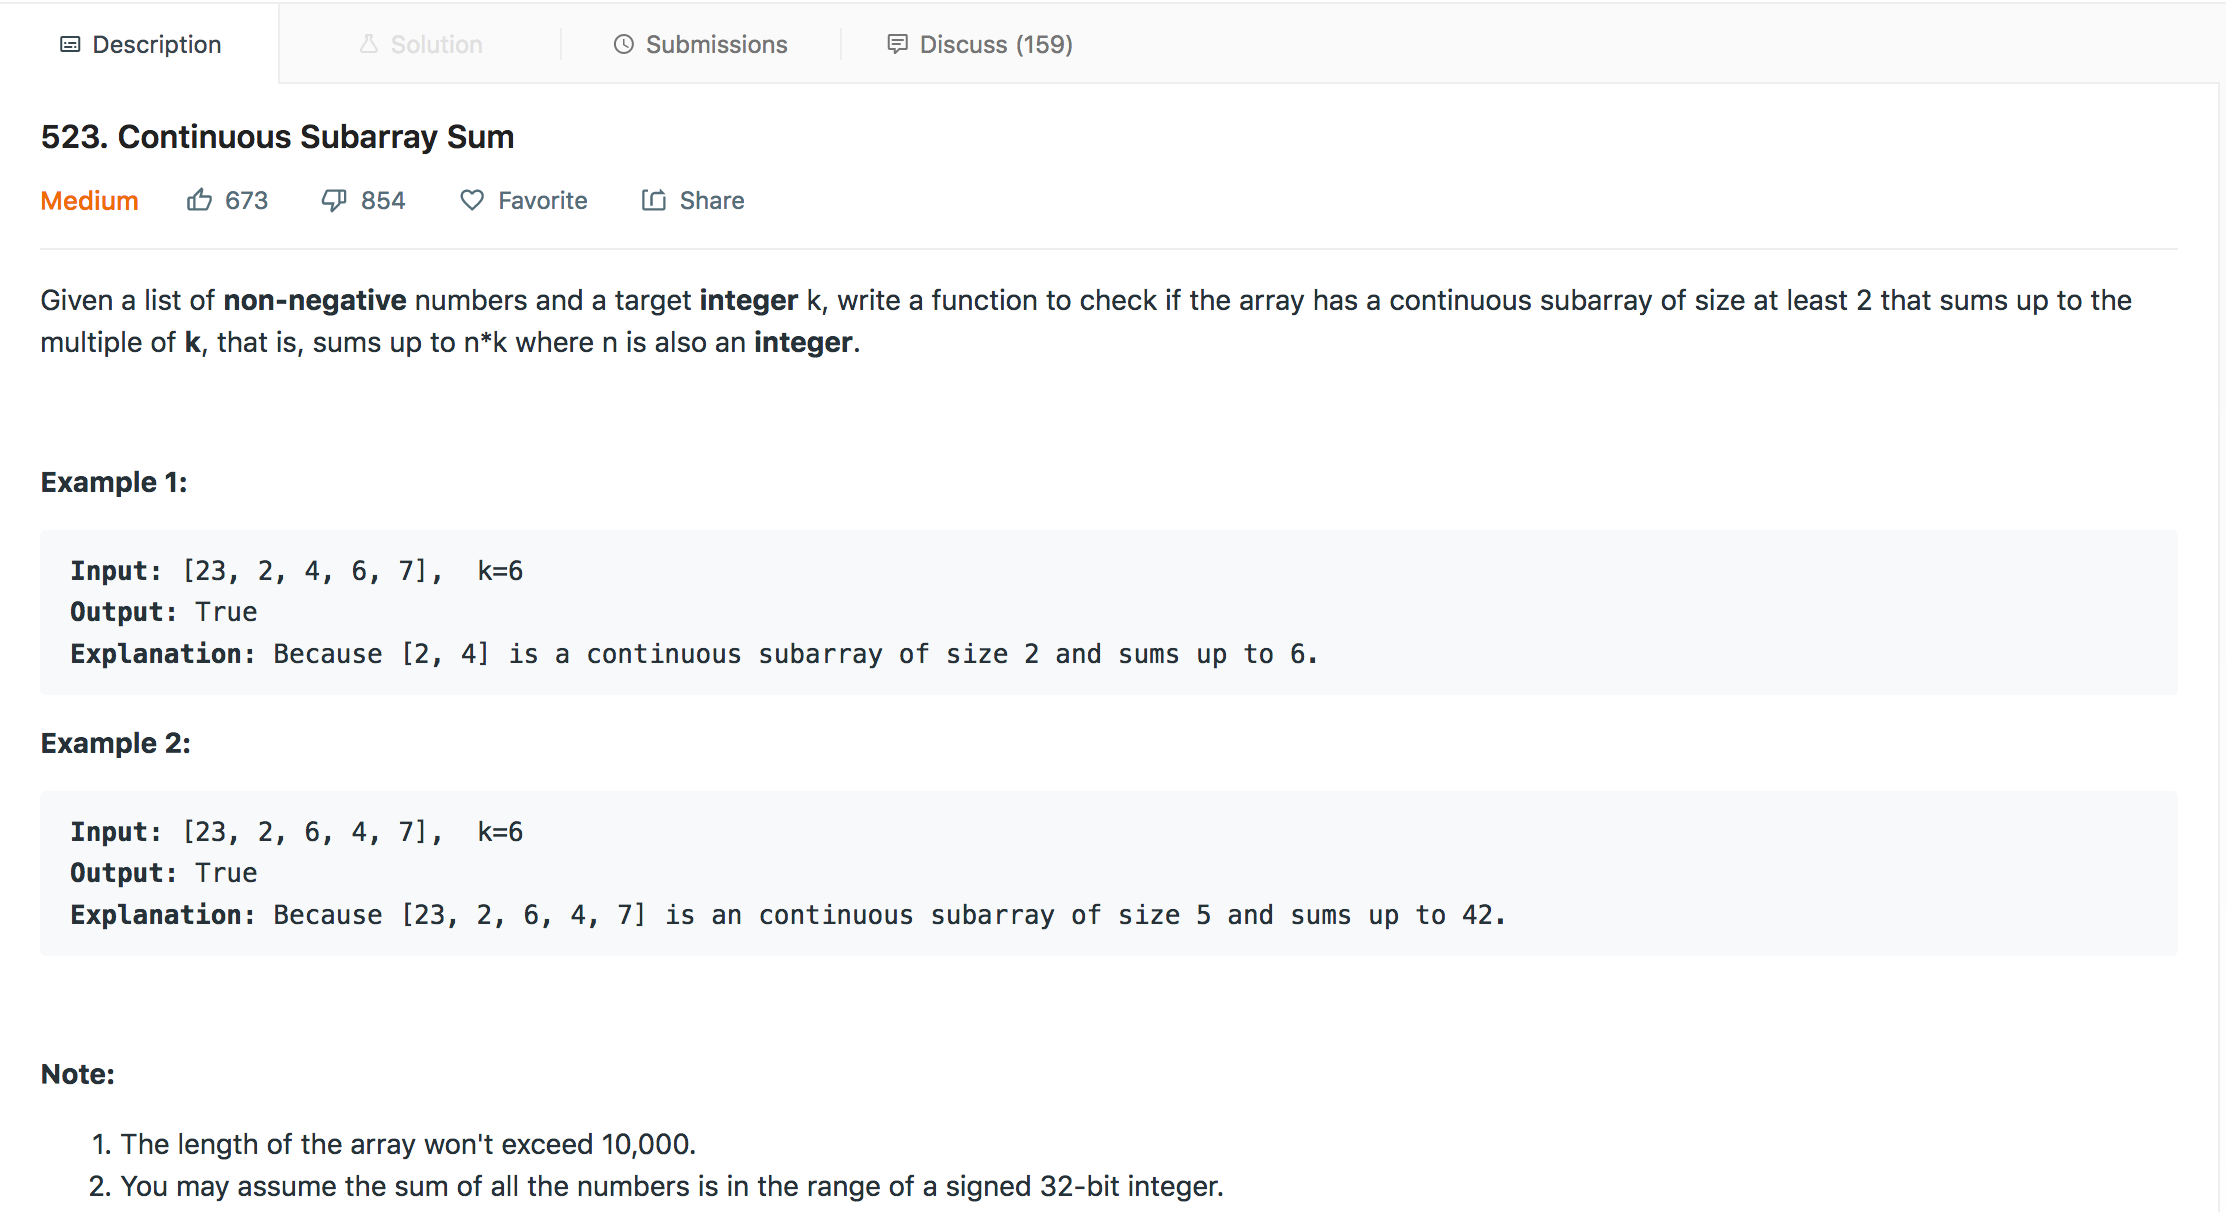 Description Solution Submissions Discuss (159)
523. Continuous Subarray Sum
Medium 673 854 Favorite Share
Given a list of non-negative numbers and a target integer k, write a function to check if the array has a continuous subarray of size at least 2 that sums up to the
multiple of k, that is, sums up to n*k where n is also an integer.
Example 1:
Input: [23, 2, 4, 6, 7],  k=6
Output: True
Explanation: Because [2, 4] is a continuous subarray of size 2 and sums up to 6.
Example 2:
Input: [23, 2, 6, 4, 7],  k=6
Output: True
Explanation: Because [23, 2, 6, 4, 7] is an continuous subarray of size 5 and sums up to 42.
Note:
1. The length of the array won't exceed 10,000.
2. You may assume the sum of all the numbers is in the range of a signed 32-bit integer.